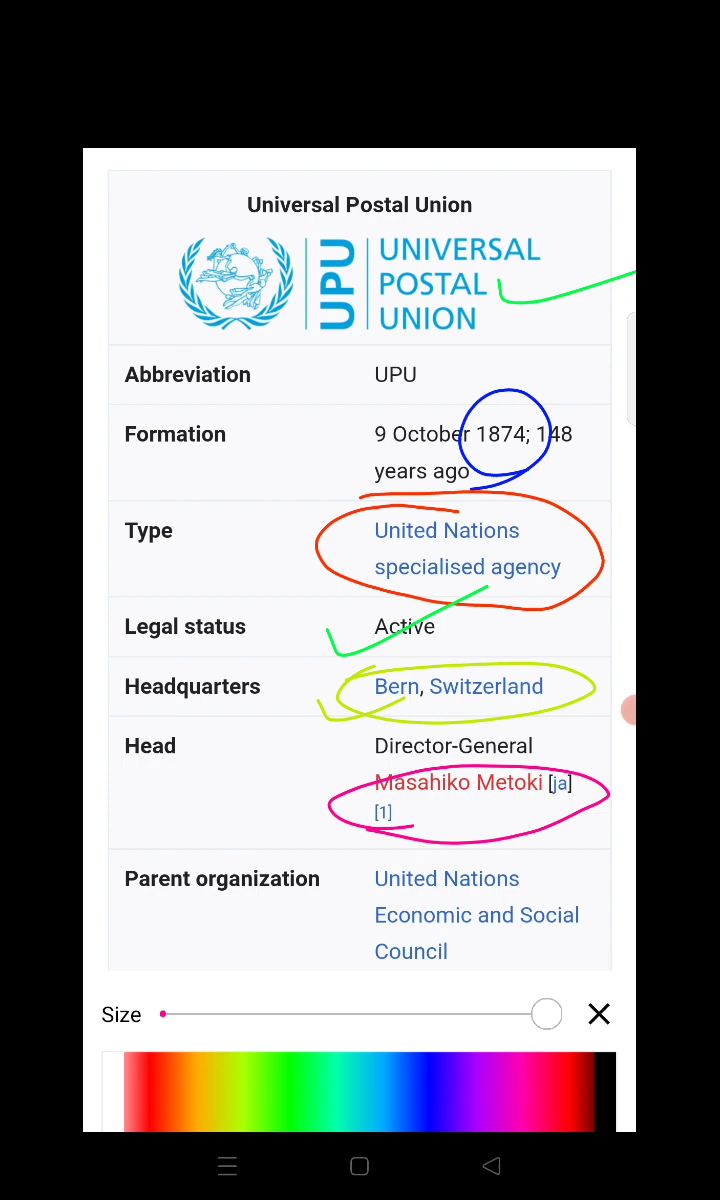 Universal Postal Union
UPU
UNIVERSAL
POSTAL
UNION
Abbreviation UPU
Formation 9 October 1874; 148
years ago
Type United Nations
specialised agency
Legal status Active
Headquarters Bern, Switzerland
Head Director-General
Masahiko Metoki [ja]
[1]
Parent organization United Nations
Economic and Social
Council
Size